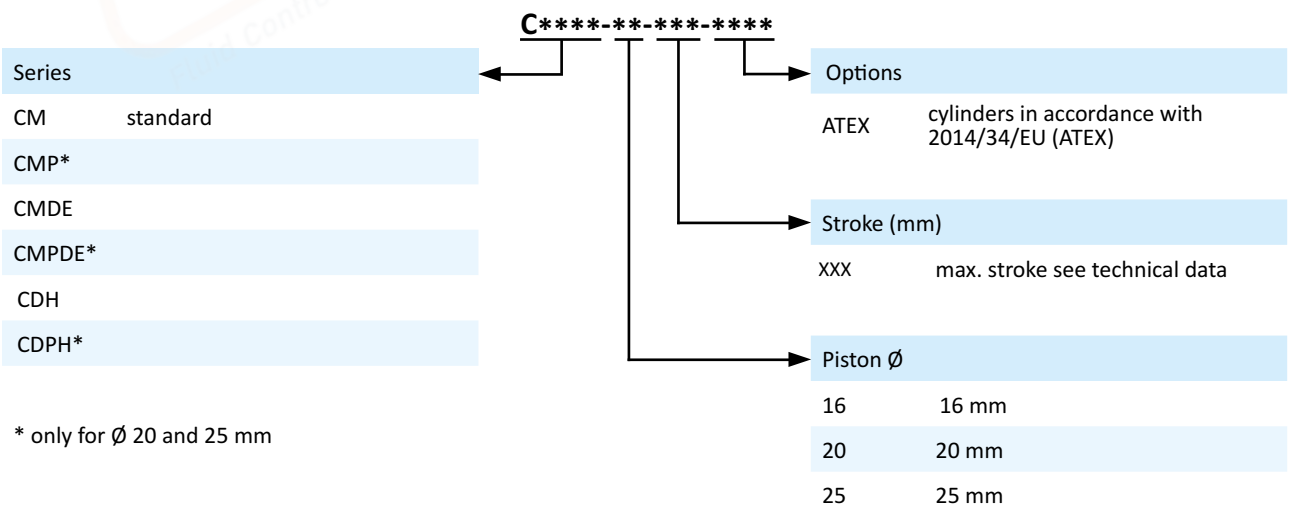 C****-**-***-****
Series
CM standard
CMP*
CMDE
CMPDE*
CDH
CDPH*
* only for Ø 20 and 25 mm
Options
ATEX cylinders in accordance with
2014/34/EU (ATEX)
Stroke (mm)
XXX max. stroke see technical data
Piston Ø
16 16 mm
20 20 mm
25 25 mm